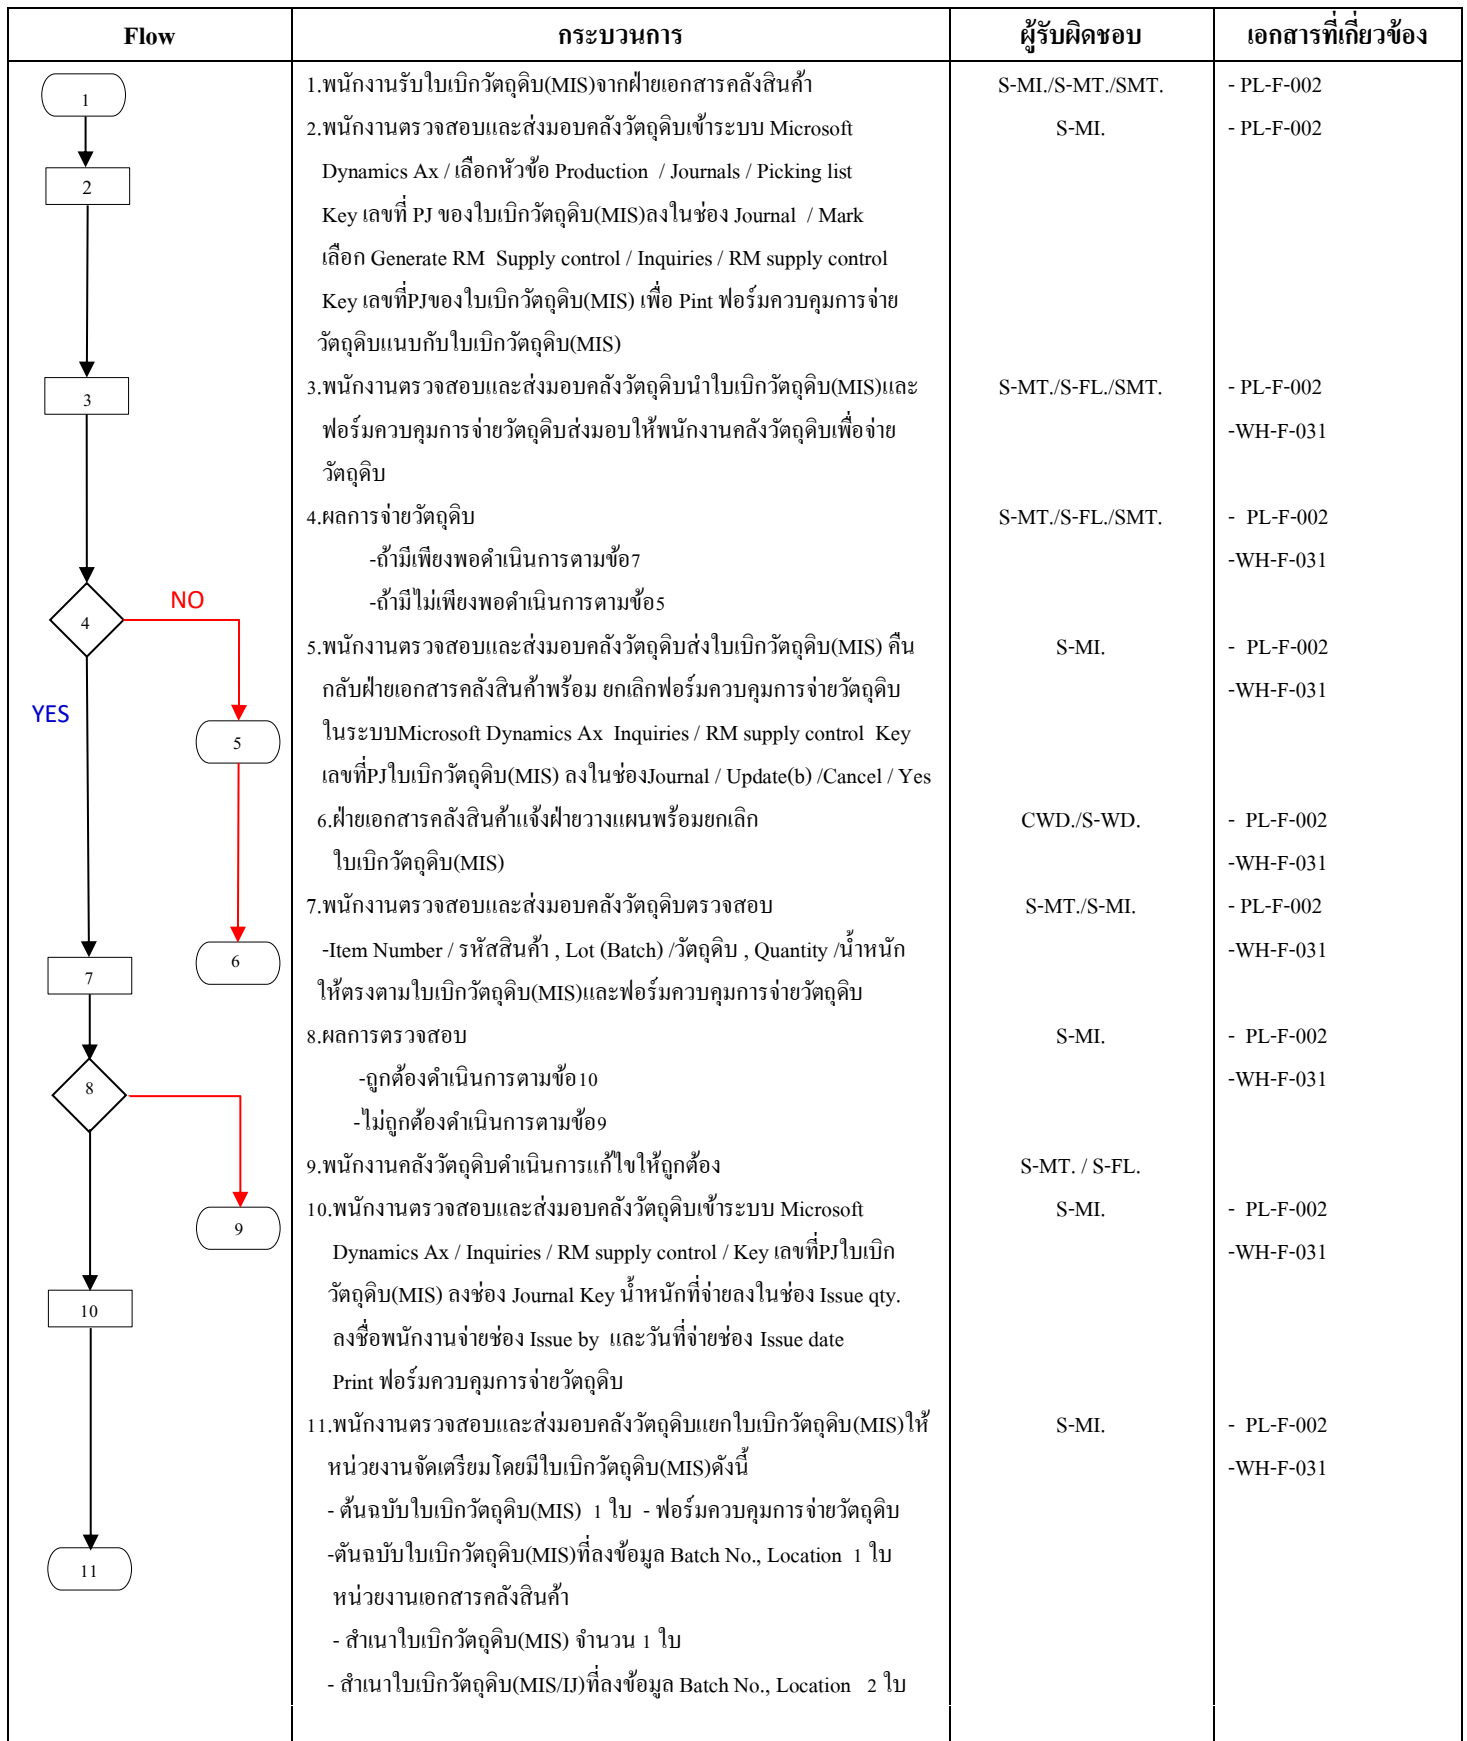 Flow กระบวนการ ผู้รับผิดชอบ เอกสารที่เกี่ยวข้อง
1 1.พนักงานรับใบเบิกวัตถุดิบ(MIS)จากฝ่ายเอกสารคลังสินค้า S-MI./S-MT./SMT. - PL-F-002
2.พนักงานตรวจสอบและส่งมอบคลังวัตถุดิบเข้าระบบ Microsoft S-MI. - PL-F-002
2 Dynamics Ax / เลือกหัวข้อ Production / Journals / Picking list
Key เลขที่ PJ ของใบเบิกวัตถุดิบ(MIS)ลงในช่อง Journal / Mark
เลือก Generate RM Supply control / Inquiries / RM supply control
Key เลขที่PJของใบเบิกวัตถุดิบ(MIS) เพื่อ Pint ฟอร์มควบคุมการจ่าย
วัตถุดิบแนบกับใบเบิกวัตถุดิบ(MIS)
3 3.พนักงานตรวจสอบและส่งมอบคลังวัตถุดิบนำใบเบิกวัตถุดิบ(MIS)และ S-MT./S-FL./SMT. - PL-F-002
ฟอร์มควบคุมการจ่ายวัตถุดิบส่งมอบให้พนักงานคลังวัตถุดิบเพื่อจ่าย -WH-F-031
วัตถุดิบ
4.ผลการจ่ายวัตถุดิบ S-MT./S-FL./SMT. - PL-F-002
-ถ้ามีเพียงพอดำเนินการตามข้อ7 -WH-F-031
NO -ถ้ามีไม่เพียงพอดำเนินการตามข้อ5
4
5.พนักงานตรวจสอบและส่งมอบคลังวัตถุดิบส่งใบเบิกวัตถุดิบ(MIS) คืน S-MI. - PL-F-002
กลับฝ่ายเอกสารคลังสินค้าพร้อม ยกเลิกฟอร์มควบคุมการจ่ายวัตถุดิบ -WH-F-031
YES
5 ในระบบMicrosoft Dynamics Ax Inquiries / RM supply control Key
เลขที่PJใบเบิกวัตถุดิบ(MIS) ลงในช่องJournal / Update(b) /Cancel / Yes
6.ฝ่ายเอกสารคลังสินค้าแจ้งฝ่ายวางแผนพร้อมยกเลิก CWD./S-WD. - PL-F-002
ใบเบิกวัตถุดิบ(MIS) -WH-F-031
7.พนักงานตรวจสอบและส่งมอบคลังวัตถุดิบตรวจสอบ S-MT./S-MI. - PL-F-002
6 -Item Number / รหัสสินค้า , Lot (Batch) /วัตถุดิบ , Quantity /น้ำหนัก -WH-F-031
7 ให้ตรงตามใบเบิกวัตถุดิบ(MIS)และฟอร์มควบคุมการจ่ายวัตถุดิบ
8.ผลการตรวจสอบ S-MI. - PL-F-002
8 -ถูกต้องดำเนินการตามข้อ10 -WH-F-031
-ไม่ถูกต้องดำเนินการตามข้อ9
9.พนักงานคลังวัตถุดิบดำเนินการแก้ไขให้ถูกต้อง S-MT. / S-FL.
10.พนักงานตรวจสอบและส่งมอบคลังวัตถุดิบเข้าระบบ Microsoft S-MI. - PL-F-002
9 Dynamics Ax / Inquiries / RM supply control / Key เลขที่PJใบเบิก -WH-F-031
วัตถุดิบ(MIS) ลงช่อง Journal Key น้ำหนักที่จ่ายลงในช่อง Issue qty.
10 ลงชื่อพนักงานจ่ายช่อง Issue by และวันที่จ่ายช่อง Issue date
Print ฟอร์มควบคุมการจ่ายวัตถุดิบ
11.พนักงานตรวจสอบและส่งมอบคลังวัตถุดิบแยกใบเบิกวัตถุดิบ(MIS)ให้ S-MI. - PL-F-002
หน่วยงานจัดเตรียมโดยมีใบเบิกวัตถุดิบ(MIS)ดังนี้ -WH-F-031
- ต้นฉบับใบเบิกวัตถุดิบ(MIS) 1 ใบ - ฟอร์มควบคุมการจ่ายวัตถุดิบ
-ต้นฉบับใบเบิกวัตถุดิบ(MIS)ที่ลงข้อมูล Batch No., Location 1 ใบ
11
หน่วยงานเอกสารคลังสินค้า
- สำเนาใบเบิกวัตถุดิบ(MIS) จำนวน 1 ใบ
- สำเนาใบเบิกวัตถุดิบ(MIS/IJ)ที่ลงข้อมูล Batch No., Location 2 ใบ